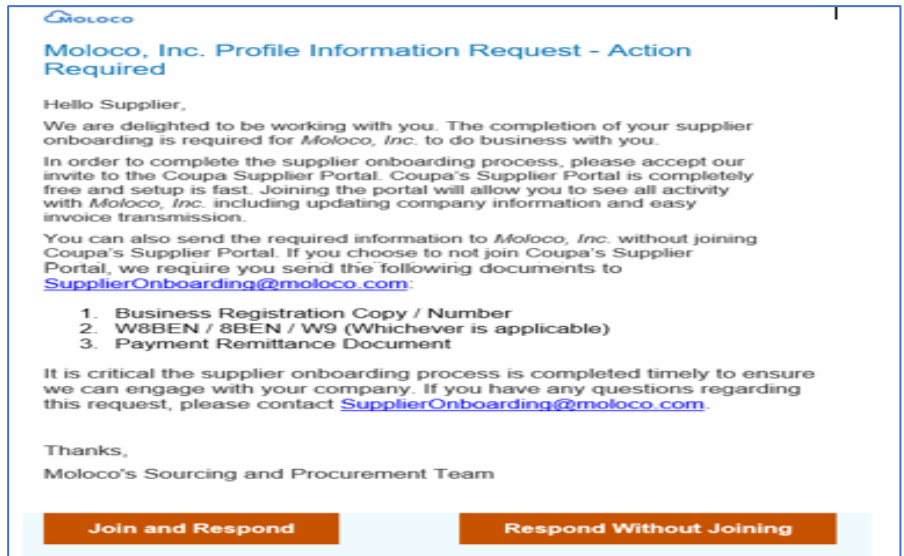 MOLOCO
Moloco, Inc. Profile Information Request - Action
Required
Hello Supplier,
We are delighted to be working with you. The completion of your supplier
onboarding is required for Moloco, Inc. to do business with you.
In order to complete the supplier onboarding process, please accept our
invite to the Coupa Supplier Portal. Coupa's Supplier Portal is completely
free and setup is fast. Joining the portal will allow you to see all activity
with Moloco, Inc. including updating company information and easy
invoice transmission.
You can also send the required information to Moloco, Inc. without joining
Coupa's Supplier Portal. If you choose to not join Coupa's Supplier
Portal, we require you send the following documents to
SupplierOnboarding@moloco.com:
1. Business Registration Copy / Number
2. W8BEN / 8BEN / W9 (Whichever is applicable)
3. Payment Remittance Document
It is critical the supplier onboarding process is completed timely to ensure
we can engage with your company. If you have any questions regarding
this request, please contact SupplierOnboarding@moloco.com.
Thanks,
Moloco's Sourcing and Procurement Team
Join and Respond
Respond Without Joining